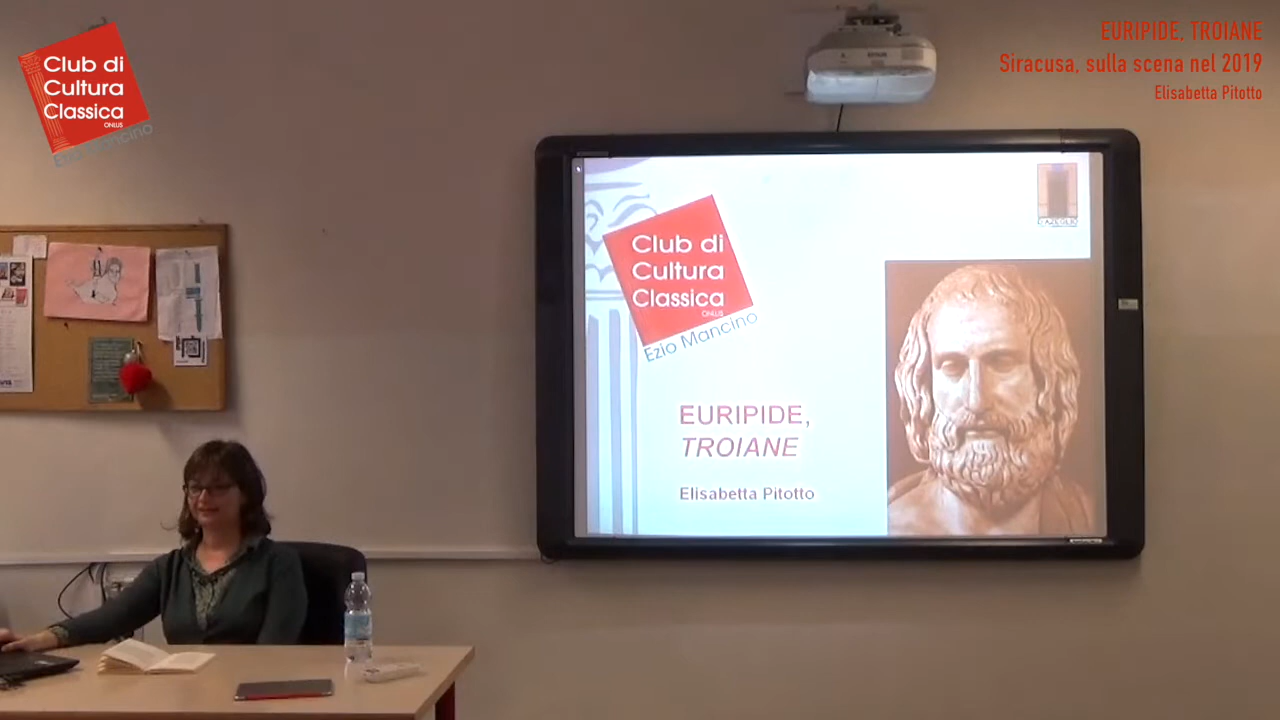 Club di
Cultura
Classica
ONLUS
Ezio Mancino
EURIPIDE, TROIANE
Siracusa, sulla scena nel 2019
Elisabetta Pitotto
Club di
Cultura
Classica
ONLUS
Ezio Mancino
EURIPIDE,
TROIANE
Elisabetta Pitotto